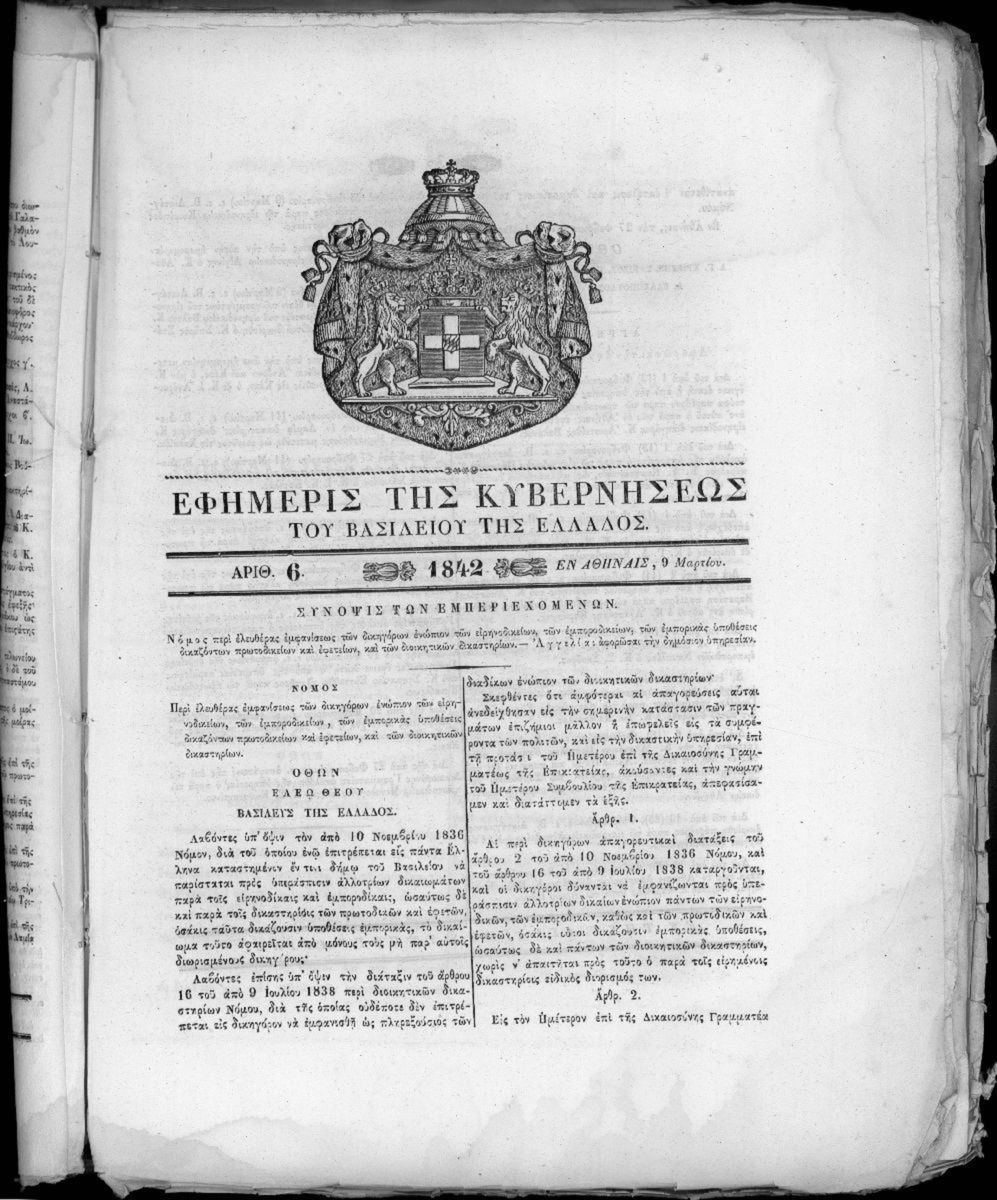 ΕΦΗΜΕΡΙΣ ΤΗΣ ΚΥΒΕΡΝΗΣΕΩΣ
ΤΟΥ ΒΑΣΙΛΕΙΟΥ ΤΗΣ ΕΛΛΑΔΟΣ.
ΑΡΙΘ. 6. 1842 ΕΝ ΑΘΗΝΑΙΣ, 9 Μαρτίου.
ΣΥΝΟΨΙΣ ΤΩΝ ΕΜΠΕΡΙΕΧΟΜΕΝΩΝ.
Νόμος περὶ ἐλευθέρας ἐμφανίσεως τῶν δικηγόρων ἐνώπιον τῶν εἰρηνοδικείων, τῶν ἐμποροδικείων, τῶν ἐμπορικὰς ὑποθέσεις
δικαζόντων πρωτοδικείων καὶ ἐφετείων, καὶ τῶν διοικητικῶν δικαστηρίων.— Ἀγγελίαι ἀφορῶσαι τὴν δημόσιον ὑπηρεσίαν.
ΝΟΜΟΣ
Περὶ ἐλευθέρας ἐμφανίσεως τῶν δικηγόρων ἐνώπιον τῶν εἰρη-
νοδικείων, τῶν ἐμποροδικείων, τῶν ἐμπορικὰς ὑποθέσεις
δικαζόντων πρωτοδικείων καὶ ἐφετείων, καὶ τῶν διοικητικῶν
δικαστηρίων.
ΟΘΩΝ
ΕΛΕῼ ΘΕΟΥ
ΒΑΣΙΛΕΥΣ ΤΗΣ ΕΛΛΑΔΟΣ.
Λαβόντες ὑπ' ὄψιν τὸν ἀπὸ 10 Νοεμβρίου 1836
Νόμον, διὰ τοῦ ὁποίου ἐνῷ ἐπιτρέπεται εἰς πάντα Ἕλ-
ληνα καταστημένον ἔν τινι δήμῳ τοῦ Βασιλείου νὰ
παρίσταται πρὸς ὑπεράσπισιν ἀλλοτρίων δικαιωμάτων
παρὰ τοῖς εἰρηνοδίκαις καὶ ἐμποροδίκαις, ὡσαύτως δὲ
καὶ παρὰ τοῖς δικαστηρίοις τῶν πρωτοδικῶν καὶ ἐφετῶν,
ὁσάκις ταῦτα δικάζουσιν ὑποθέσεις ἐμπορικὰς, τὸ δικαί-
ωμα τοῦτο ἀφαιρεῖται ἀπὸ μόνους τοὺς μὴ παρ' αὐτοῖς
διωρισμένους δικηγόρους·
Λαβόντες ἐπίσης ὑπ' ὄψιν τὴν διάταξιν τοῦ ἄρθρου
16 τοῦ ἀπὸ 9 Ἰουλίου 1838 περὶ διοικητικῶν δικα-
στηρίων Νόμου, διὰ τῆς ὁποίας οὐδέποτε δὲν ἐπιτρέ-
πεται εἰς δικηγόρον νὰ ἐμφανισθῇ ὡς πληρεξούσιος τῶν
διαδίκων ἐνώπιον τῶν διοικητικῶν δικαστηρίων·
Σκεφθέντες ὅτι ἀμφότεραι αἱ ἀπαγορεύσεις αὗται
ἀνεδείχθησαν εἰς τὴν σημερινὴν κατάστασιν τῶν πραγ-
μάτων ἐπιζήμιοι μᾶλλον ἢ ἐπωφελεῖς εἰς τὰ συμφέ-
ροντα τῶν πολιτῶν, καὶ εἰς τὴν δικαστικὴν ὑπηρεσίαν, ἐπὶ
τῇ προτάσει τοῦ Ἡμετέρου ἐπὶ τῆς Δικαιοσύνης Γραμ-
ματέως τῆς Ἐπικρατείας, ἀκούσαντες καὶ τὴν γνώμην
τοῦ Ἡμετέρου Συμβουλίου τῆς Ἐπικρατείας, ἀπεφασίσα-
μεν καὶ διατάττομεν τὰ ἑξῆς.
Ἄρθρ. 1.
Αἱ περὶ δικηγόρων ἀπαγορευτικαὶ διατάξεις τοῦ
ἄρθρου 2 τοῦ ἀπὸ 10 Νοεμβρίου 1836 Νόμου, καὶ
τοῦ ἄρθρου 16 τοῦ ἀπὸ 9 Ἰουλίου 1838 καταργοῦνται,
καὶ οἱ δικηγόροι δύνανται νὰ ἐμφανίζωνται πρὸς ὑπε-
ράσπισιν ἀλλοτρίων δικαίων ἐνώπιον πάντων τῶν εἰρηνο-
δικῶν, τῶν ἐμποροδικῶν, καθὼς καὶ τῶν πρωτοδικῶν καὶ
ἐφετῶν, ὁσάκις οὗτοι δικάζουσιν ἐμπορικὰς ὑποθέσεις,
ὡσαύτως δὲ καὶ πάντων τῶν διοικητικῶν δικαστηρίων,
χωρὶς ν' ἀπαιτῆται πρὸς τοῦτο ὁ παρὰ τοῖς εἰρημένοις
δικαστηρίοις εἰδικὸς διορισμός των.
Ἄρθρ. 2.
Εἰς τὸν Ἡμέτερον ἐπὶ τῆς Δικαιοσύνης Γραμματέα